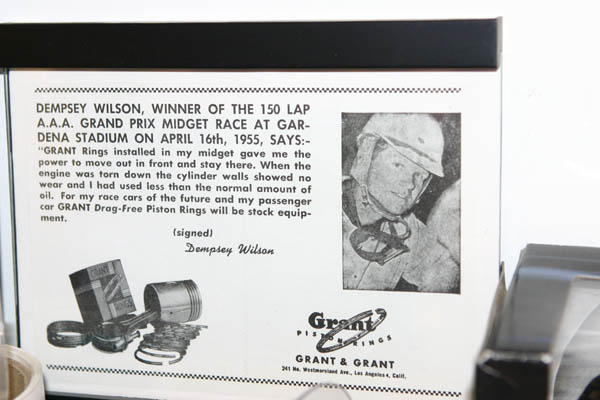 DEMPSEY WILSON, WINNER OF THE 150 LAP
A.A.A. GRAND PRIX MIDGET RACE AT GAR-
DENA STADIUM ON APRIL 16th, 1955, SAYS:-
"GRANT Rings installed in my midget gave me the
power to move out in front and stay there. When the
engine was torn down the cylinder walls showed no
wear and I had used less than the normal amount of
oil. For my race cars of the future and my passenger
car GRANT Drag-Free Piston Rings will be stock equip-
ment.
(signed)
Dempsey Wilson
GRANT
Grant
PISTON RINGS
GRANT & GRANT
241 No. Westmoreland Ave., Los Angeles 4, Calif.